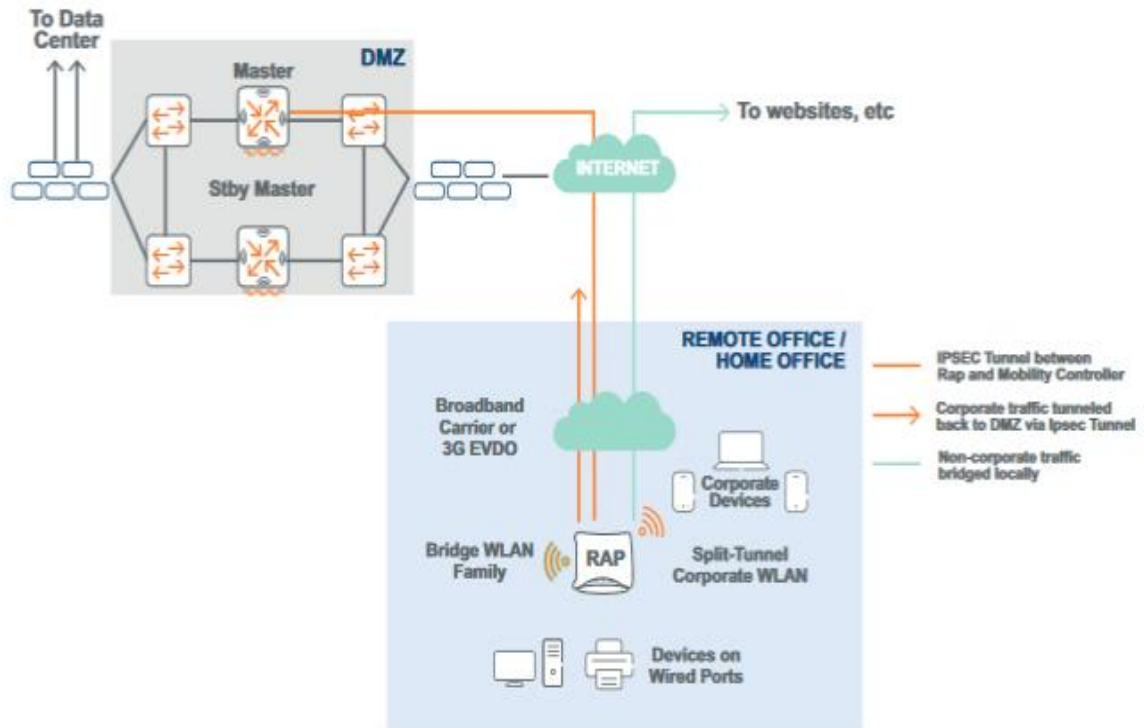 To Data
Center
DMZ
Master
Stby Master
To websites, etc
INTERNET
REMOTE OFFICE /
HOME OFFICE
Broadband
Carrier or
3G EVDO
Corporate
Devices
Bridge WLAN
Family
RAP
Split-Tunnel
Corporate WLAN
Devices on
Wired Ports
IPSEC Tunnel between
Rap and Mobility Controller
Corporate traffic tunneled
back to DMZ via Ipsec Tunnel
Non-corporate traffic
bridged locally